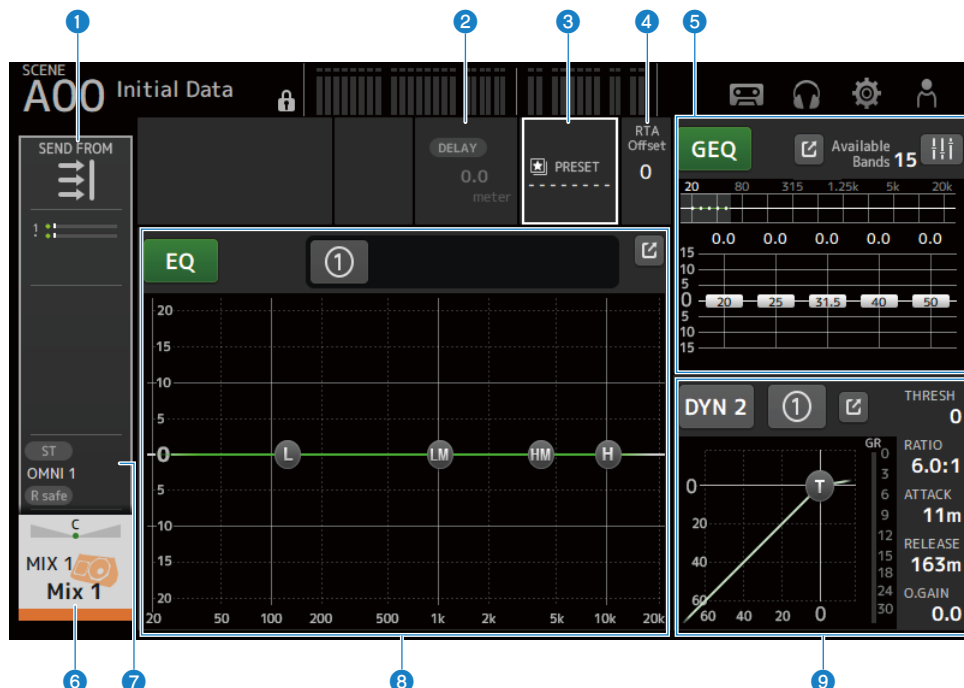 1 2 3 4 5
SCENE
A00 Initial Data
SEND FROM
1
ST
OMNI 1
R safe
C
MIX 1
Mix 1
DELAY
0.0
meter
PRESET
RTA
Offset
0
EQ 1
20
15
10
5
0
5
10
15
20
20 50 100 200 500 1k 2k 5k 10k 20k
L LM HM H
GEQ Available
Bands 15
20 80 315 1.25k 5k 20k
0.0 0.0 0.0 0.0 0.0
15
10
5
0 20 25 31.5 40 50
5
10
15
DYN 2 1
THRESH
0
RATIO
6.0:1
ATTACK
11m
RELEASE
163m
O.GAIN
0.0
GR
0
3
6
9
12
15
18
24
30
T
0
20
40
60
60 40 20 0
6 7 8 9